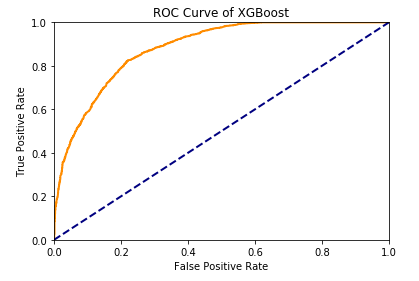 ROC Curve of XGBoost
1.0
0.8
0.6
0.4
0.2
0.0
True Positive Rate
0.0 0.2 0.4 0.6 0.8 1.0
False Positive Rate